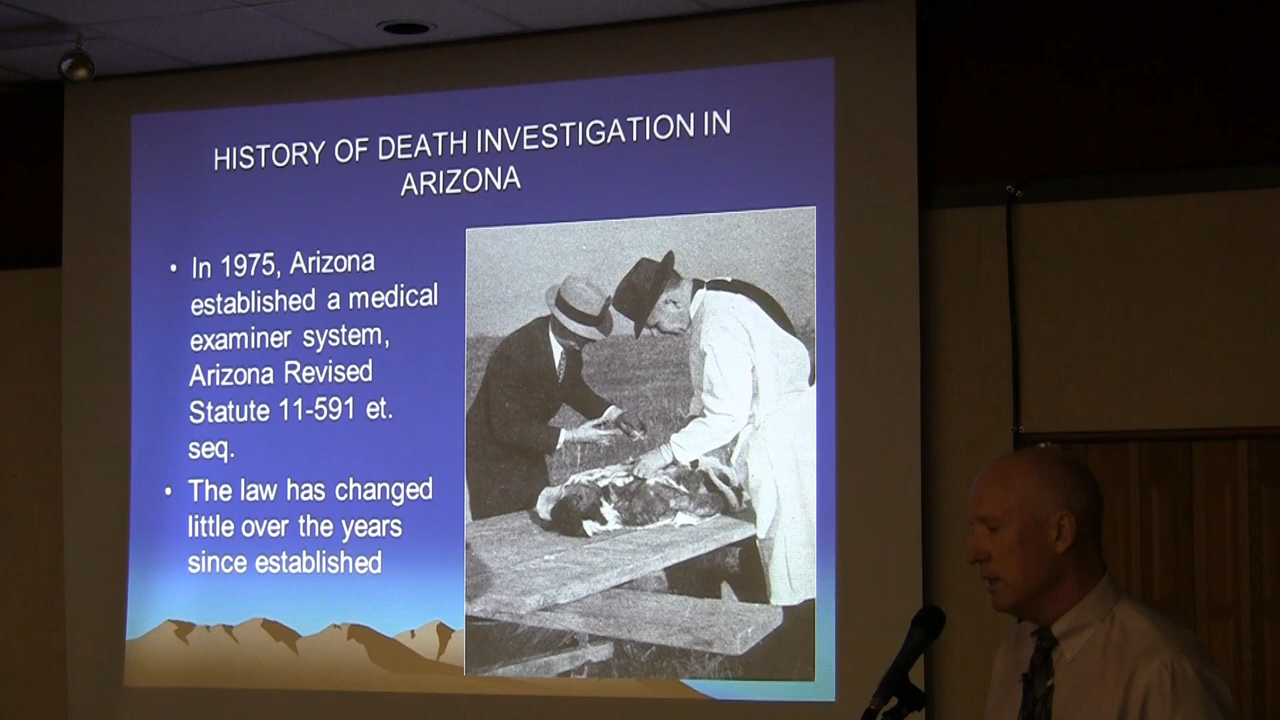 HISTORY OF DEATH INVESTIGATION IN
ARIZONA
• In 1975, Arizona
established a medical
examiner system,
Arizona Revised
Statute 11-591 et.
seq.
• The law has changed
little over the years
since established